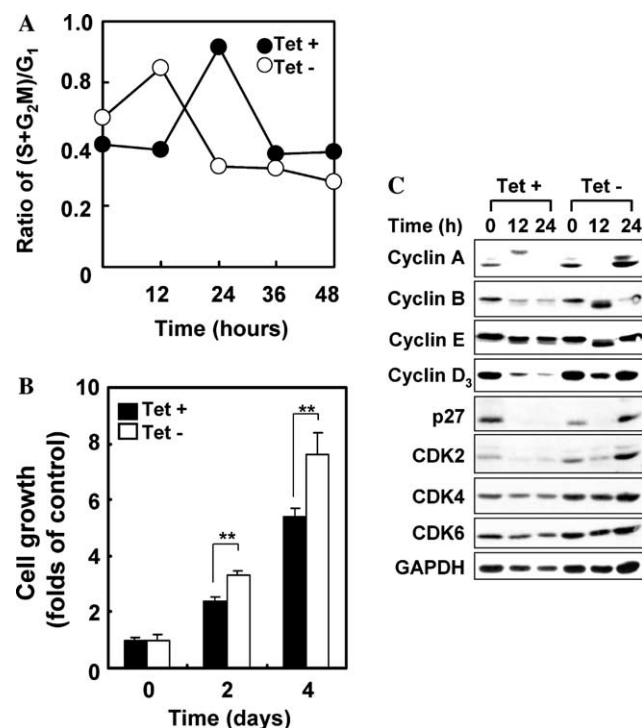 A
Tet +
Tet -
Ratio of (S+G2M)/G1
1.0
0.8
0.4
0.2
0
12 24 36 48
Time (hours)
B
Tet +
Tet -
Cell growth
(folds of control)
10
8
6
4
2
0
**
**
0 2 4
Time (days)
C
Tet + Tet -
Time (h) 0 12 24 0 12 24
Cyclin A
Cyclin B
Cyclin E
Cyclin D3
p27
CDK2
CDK4
CDK6
GAPDH